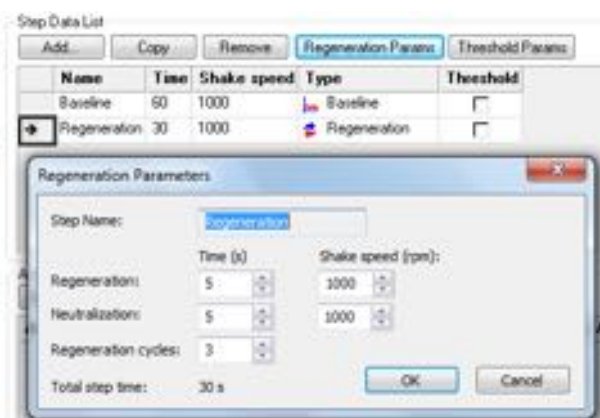 Step Data List
Add... Copy Remove Regeneration Params Threshold Params
Name Time Shake speed Type Threshold
Baseline 60 1000 Baseline
Regeneration 30 1000 Regeneration
Regeneration Parameters
Step Name: Regeneration
Time (s) Shake speed (rpm):
Regeneration: 5 1000
Neutralization: 5 1000
Regeneration cycles: 3
Total step time: 30 s OK Cancel